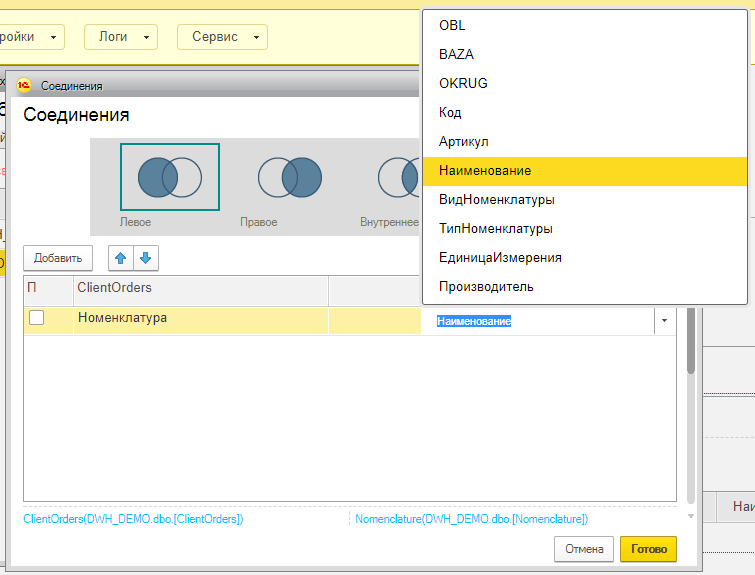 OBL
BAZA
OKRUG
Код
Артикул
Наименование
ВидНоменклатуры
ТипНоменклатуры
ЕдиницаИзмерения
Производитель
ройки
Логи
Сервис
1С
Соединения
Соединения
Левое
Правое
Внутреннее
Добавить
П
ClientOrders
Номенклатура
Наименование
ClientOrders(DWH_DEMO.dbo.[ClientOrders])
Nomenclature(DWH_DEMO.dbo.[Nomenclature])
Отмена
Готово
Наи